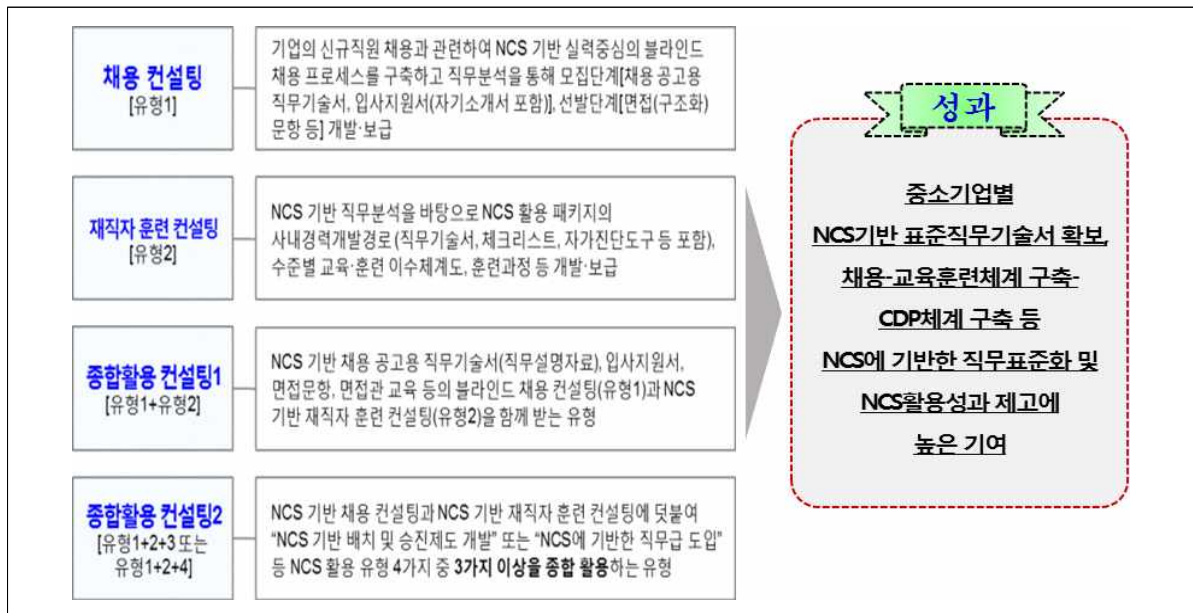 채용 컨설팅
[유형1]
기업의 신규직원 채용과 관련하여 NCS 기반 실력중심의 블라인드
채용 프로세스를 구축하고 직무분석을 통해 모집단계[채용 공고용
직무기술서, 입사지원서(자기소개서 포함)], 선발단계[면접(구조화)
문항 등] 개발·보급
재직자 훈련 컨설팅
[유형2]
NCS 기반 직무분석을 바탕으로 NCS 활용 패키지의
사내경력개발경로(직무기술서, 체크리스트, 자가진단도구 등 포함),
수준별 교육·훈련 이수체계도, 훈련과정 등 개발·보급
종합활용 컨설팅1
[유형1+유형2]
NCS 기반 채용 공고용 직무기술서(직무설명자료), 입사지원서,
면접문항, 면접관 교육 등의 블라인드 채용 컨설팅(유형1)과 NCS
기반 재직자 훈련 컨설팅(유형2)을 함께 받는 유형
종합활용 컨설팅2
[유형1+2+3 또는
유형1+2+4]
NCS 기반 채용 컨설팅과 NCS 기반 재직자 훈련 컨설팅에 덧붙여
“NCS 기반 배치 및 승진제도 개발” 또는 “NCS에 기반한 직무급 도입”
등 NCS 활용 유형 4가지 중 3가지 이상을 종합 활용하는 유형
성과
중소기업별
NCS기반 표준직무기술서 확보,
채용-교육훈련체계 구축-
CDP체계 구축 등
NCS에 기반한 직무표준화 및
NCS활용성과 제고에
높은 기여